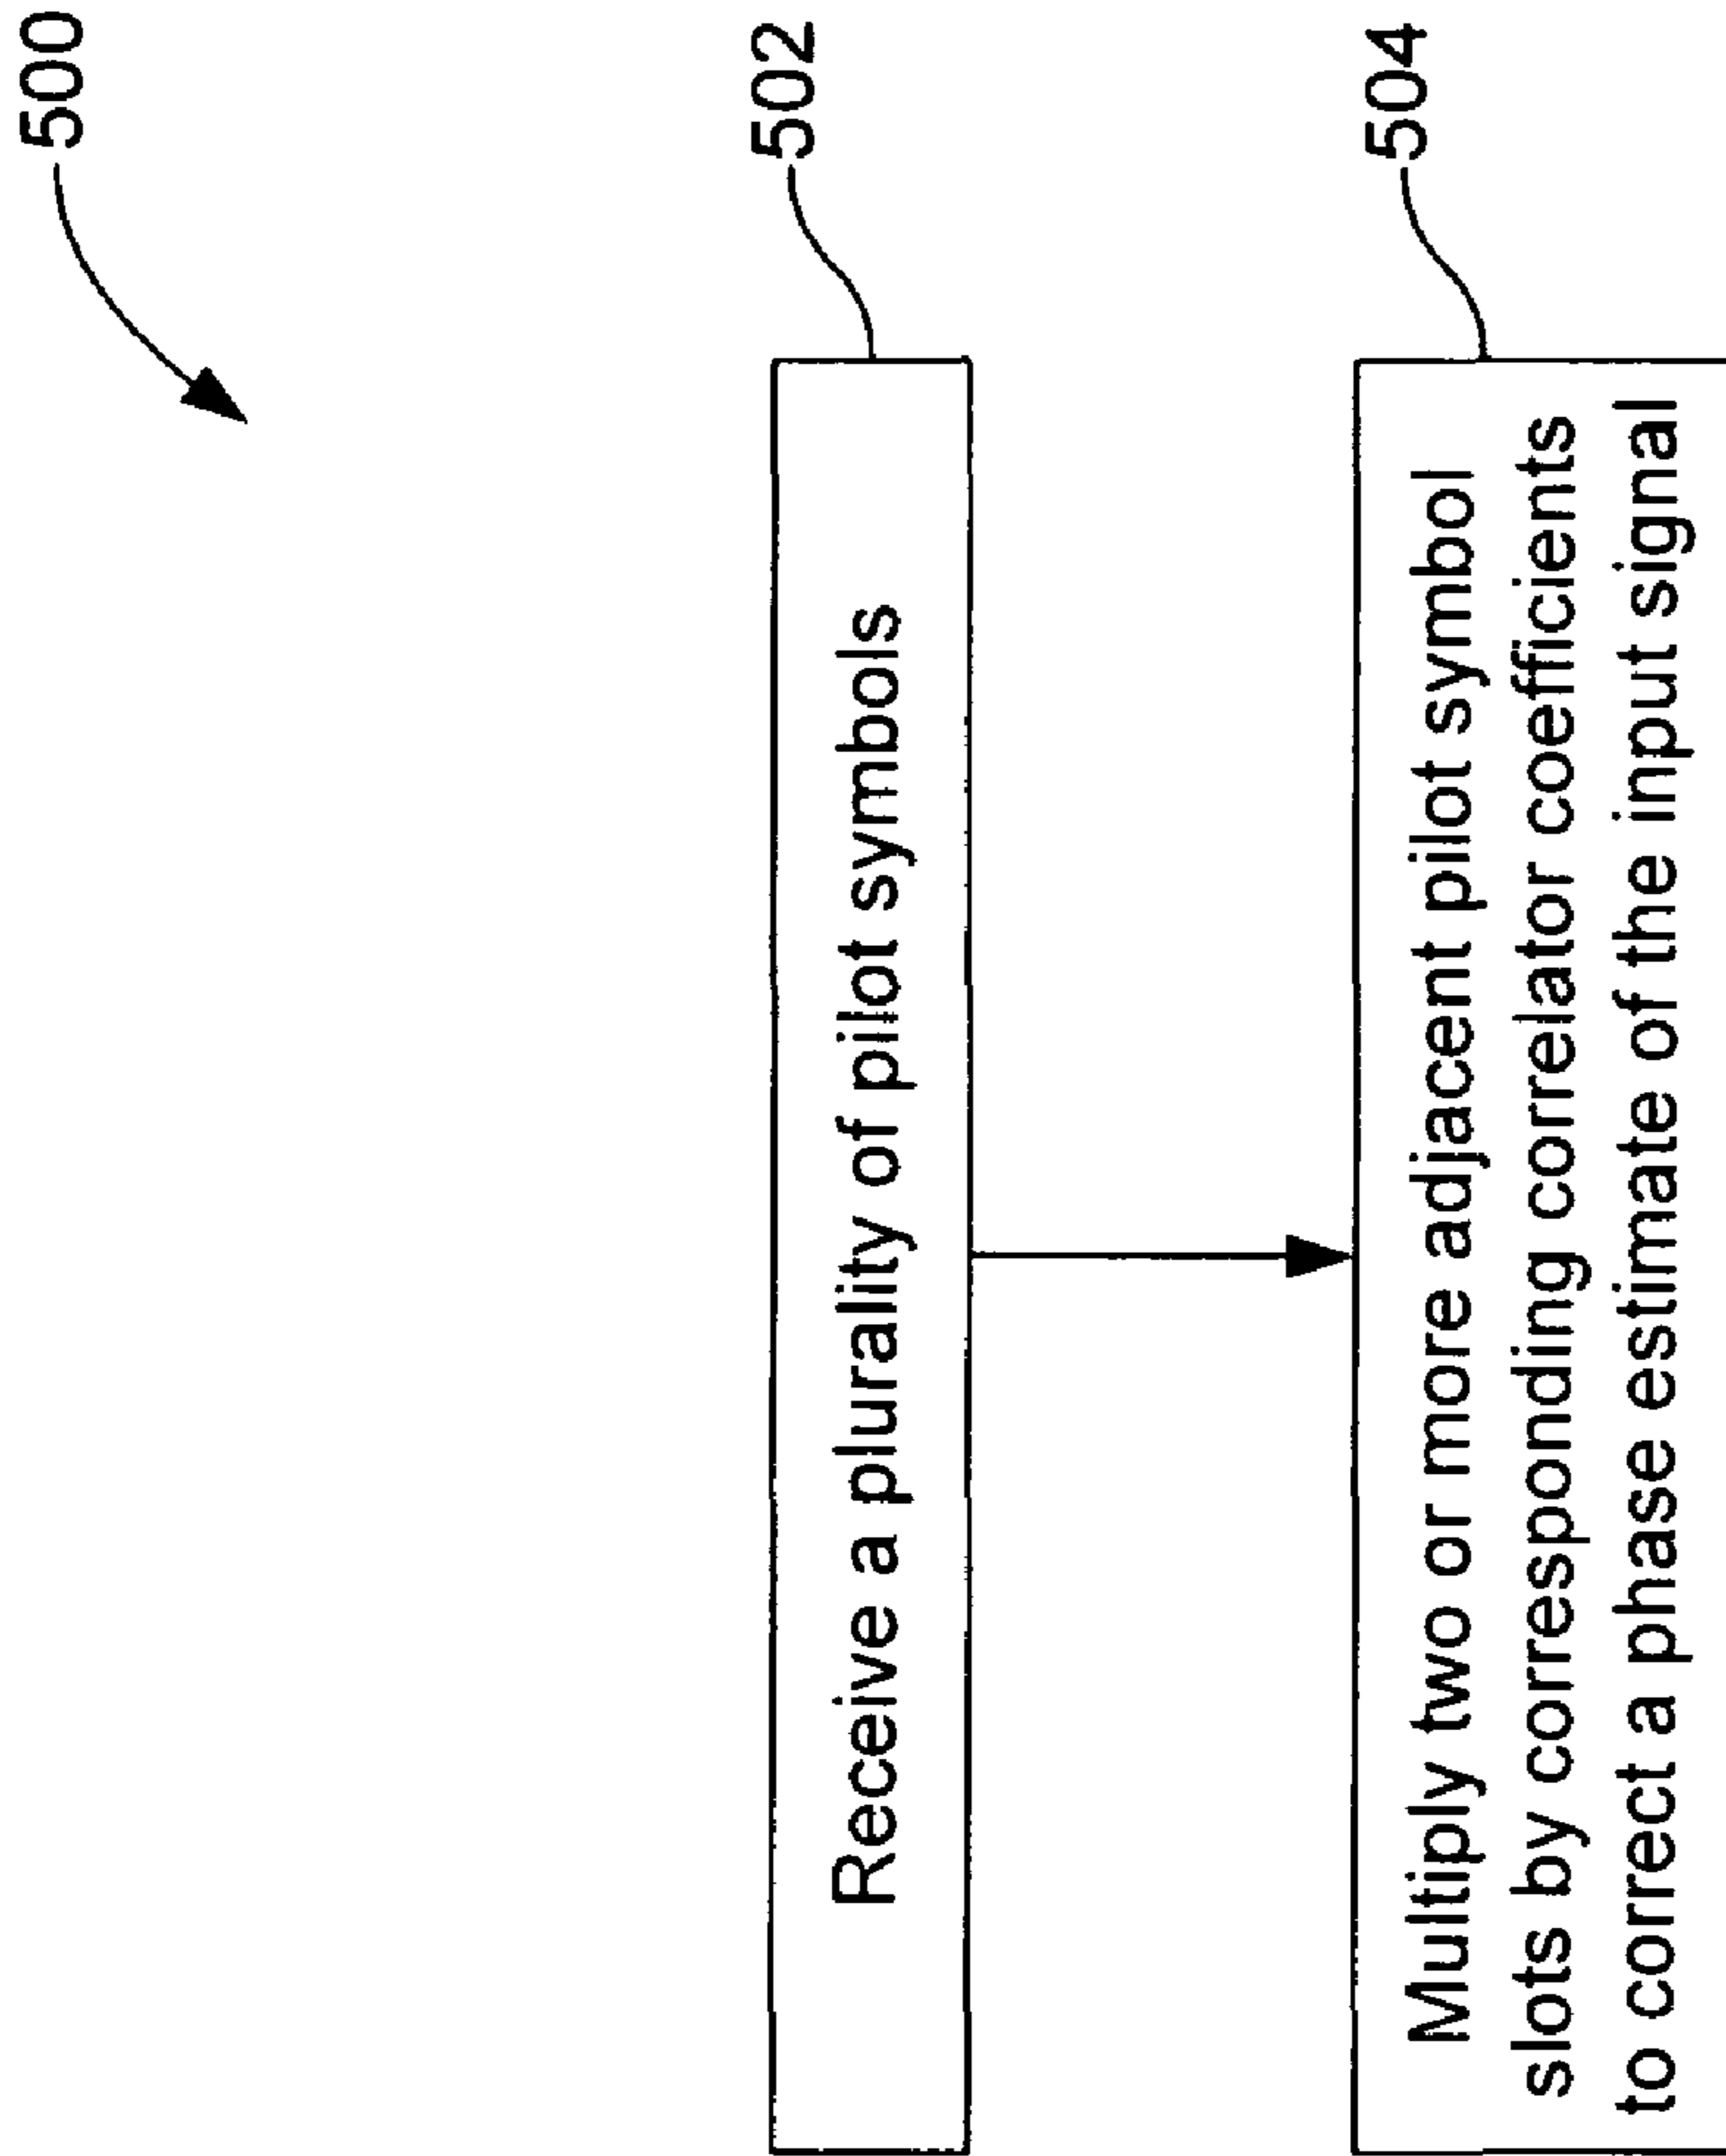 500
502
Receive a plurality of pilot symbols
504
Multiply two or more adjacent pilot symbol
slots by corresponding correlator coefficients
to correct a phase estimate of the input signal